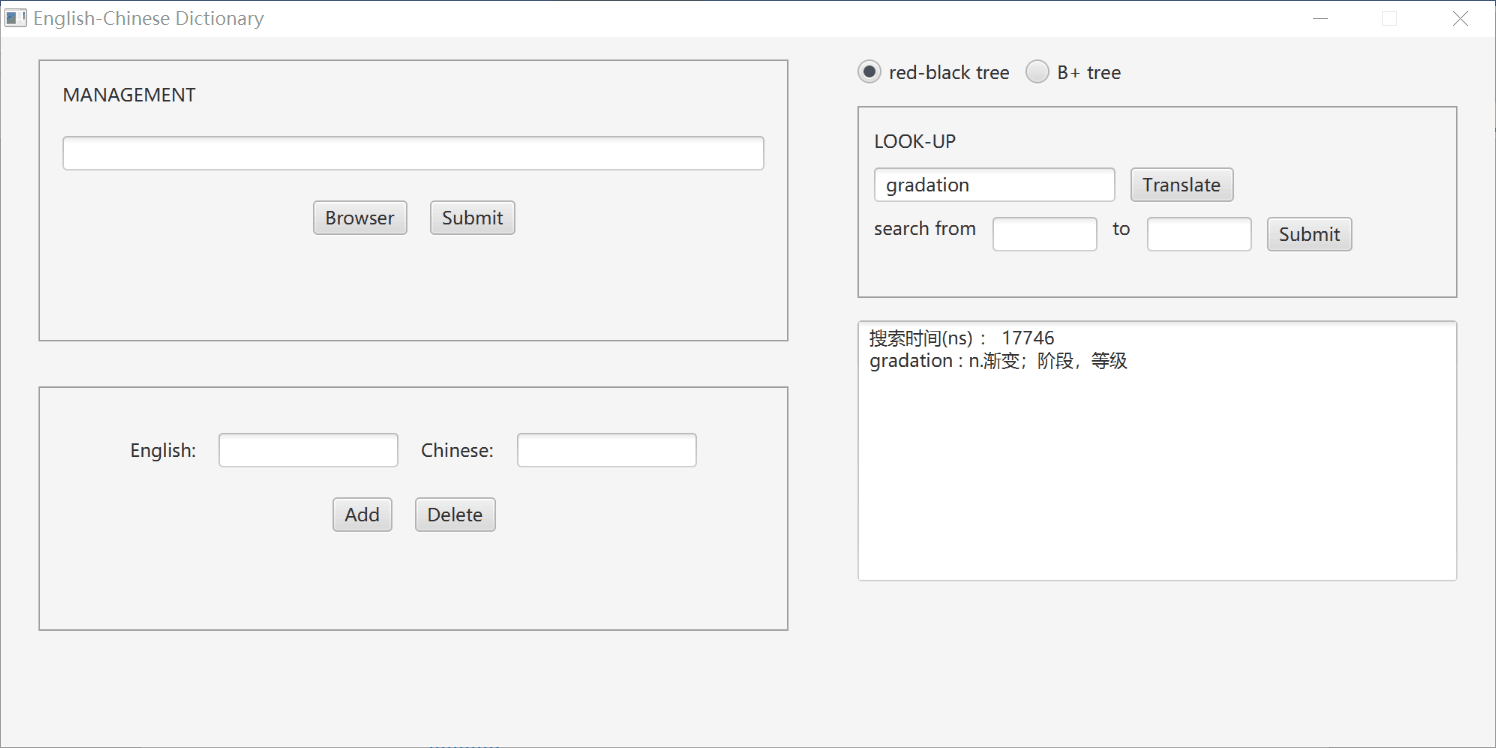 English-Chinese Dictionary
MANAGEMENT
Browser Submit
English: Chinese:
Add Delete
red-black tree B+ tree
LOOK-UP
gradation Translate
search from to Submit
搜索时间(ns) : 17746
gradation : n.渐变；阶段，等级